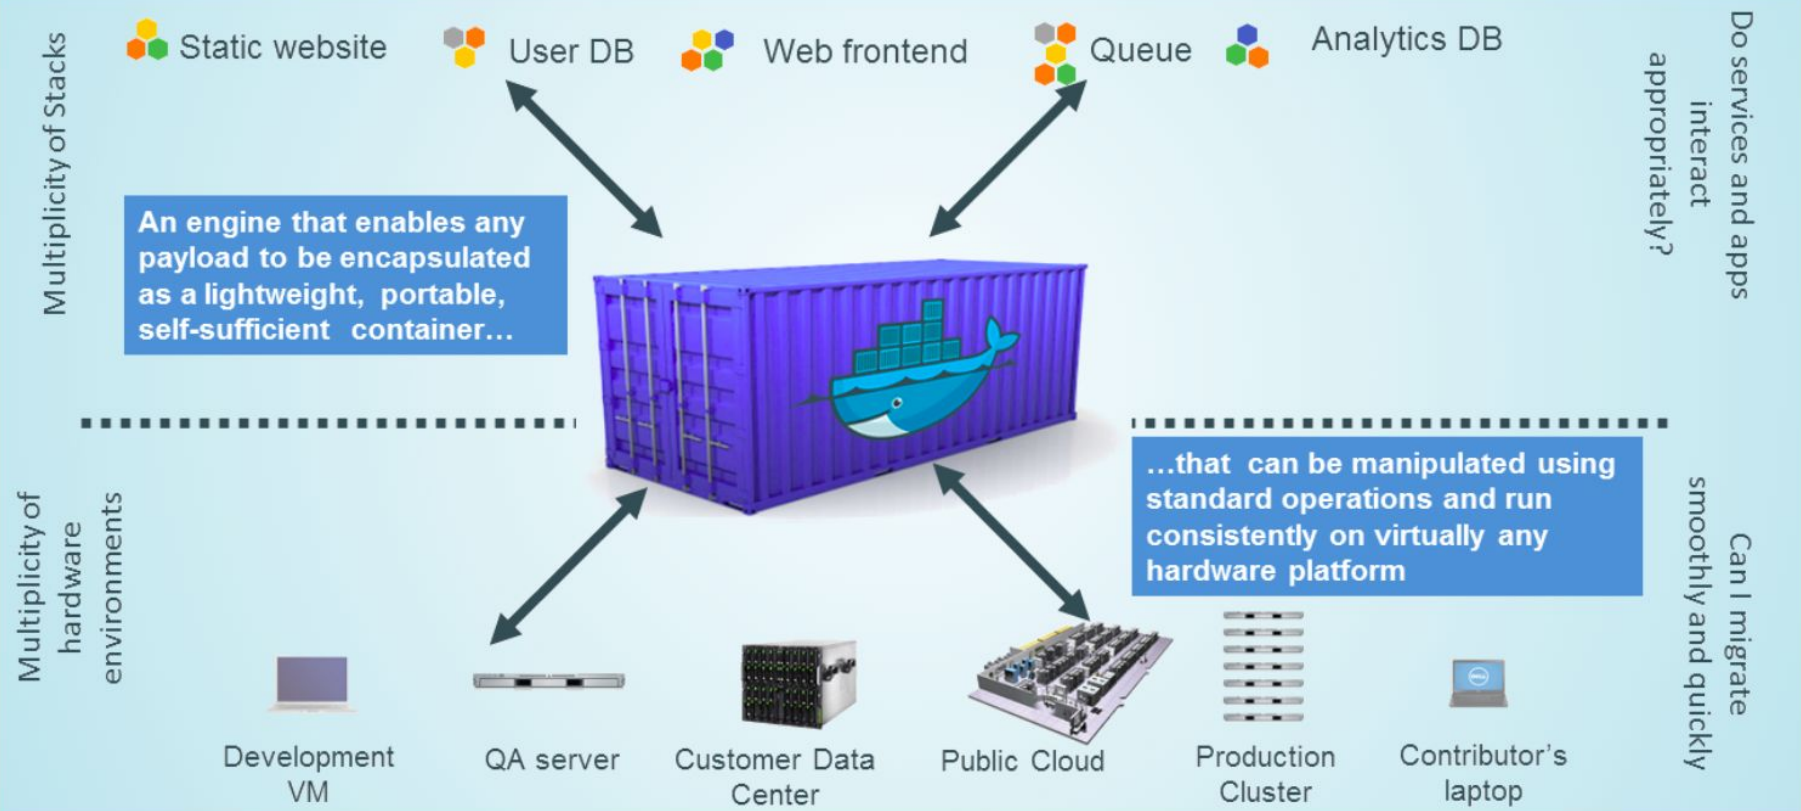 Static website
User DB
Web frontend
Queue
Analytics DB
Multiplicity of Stacks
Do services and apps
interact
appropriately?
An engine that enables any
payload to be encapsulated
as a lightweight, portable,
self-sufficient container…
…that can be manipulated using
standard operations and run
consistently on virtually any
hardware platform
Multiplicity of
hardware
environments
Can I migrate
smoothly and quickly
DELL
Development
VM
QA server
Customer Data
Center
Public Cloud
Production
Cluster
Contributor’s
laptop